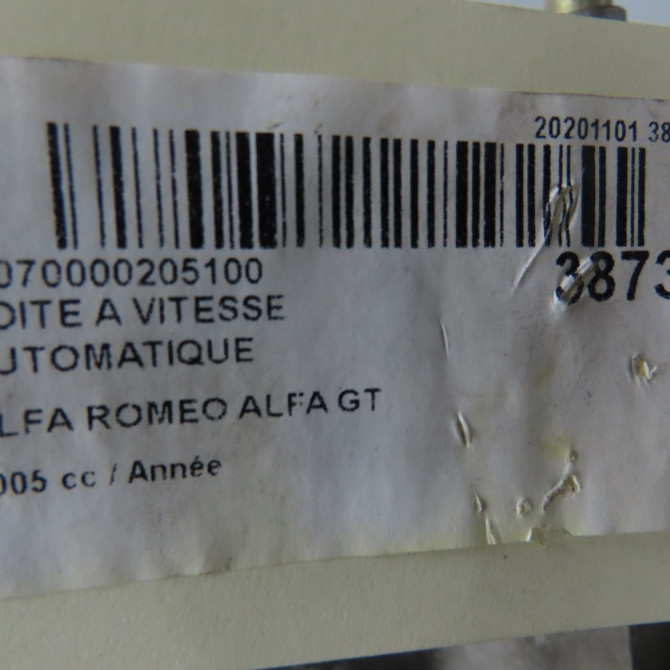 20201101 38
070000205100
3873
OITE A VITESSE
UTOMATIQUE
LFA ROMEO ALFA GT
005 cc / Année